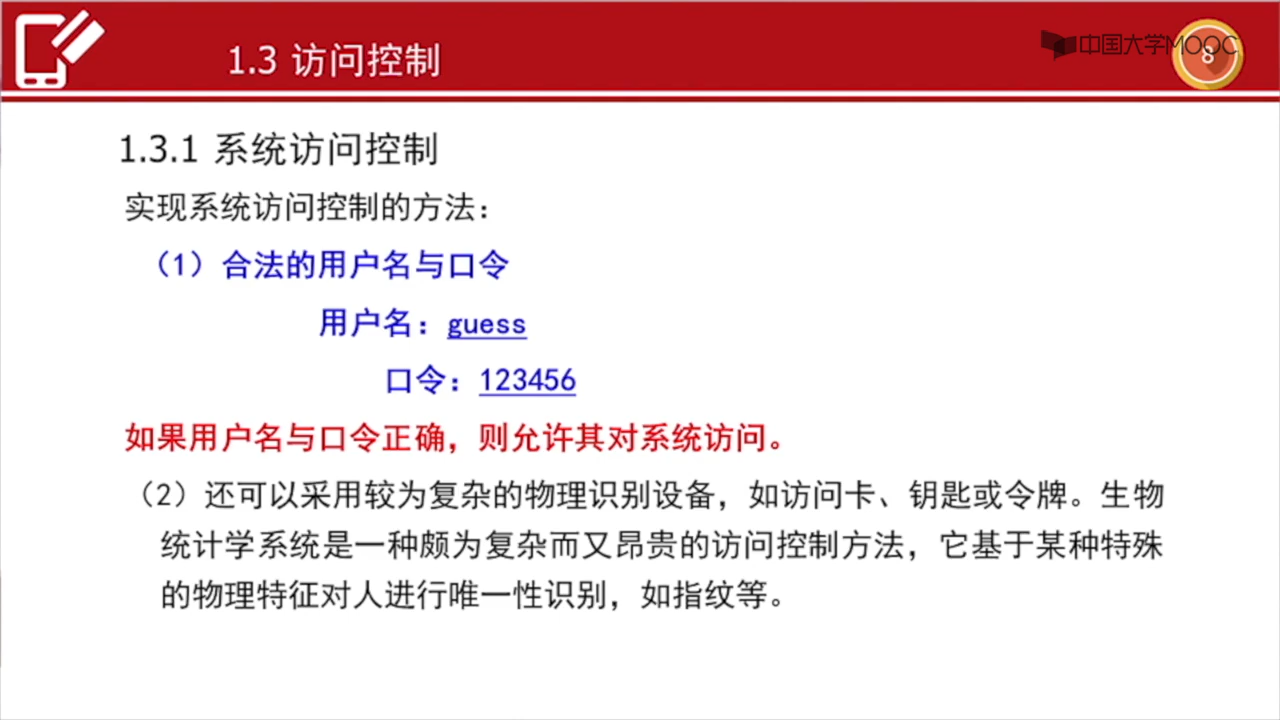 1.3 访问控制
中国大学MOOC
8
1.3.1 系统访问控制
实现系统访问控制的方法：
（1）合法的用户名与口令
用户名：guess
口令：123456
如果用户名与口令正确，则允许其对系统访问。
（2）还可以采用较为复杂的物理识别设备，如访问卡、钥匙或令牌。生物
统计学系统是一种颇为复杂而又昂贵的访问控制方法，它基于某种特殊
的物理特征对人进行唯一性识别，如指纹等。